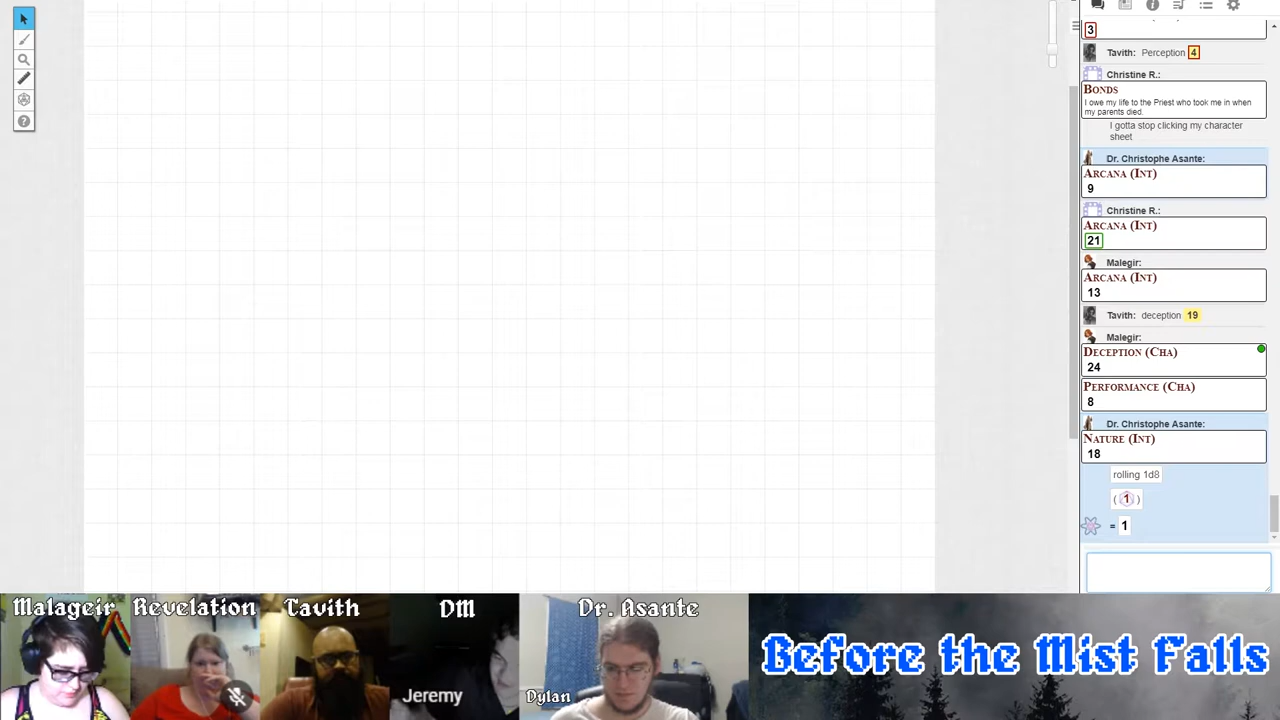 3
Tavith: Perception 4
Christine R.:
BONDS
I owe my life to the Priest who took me in when
my parents died.
I gotta stop clicking my character
sheet
Dr. Christophe Asante:
ARCANA (INT)
9
Christine R.:
ARCANA (INT)
21
Malegir:
ARCANA (INT)
13
Tavith: deception 19
Malegir:
DECEPTION (CHA)
24
PERFORMANCE (CHA)
8
Dr. Christophe Asante:
NATURE (INT)
18
rolling 1d8
(1)
= 1
Malageir
Revelation
Tavith
DM
Dr. Asante
Jeremy
Dylan
Before the Mist Falls